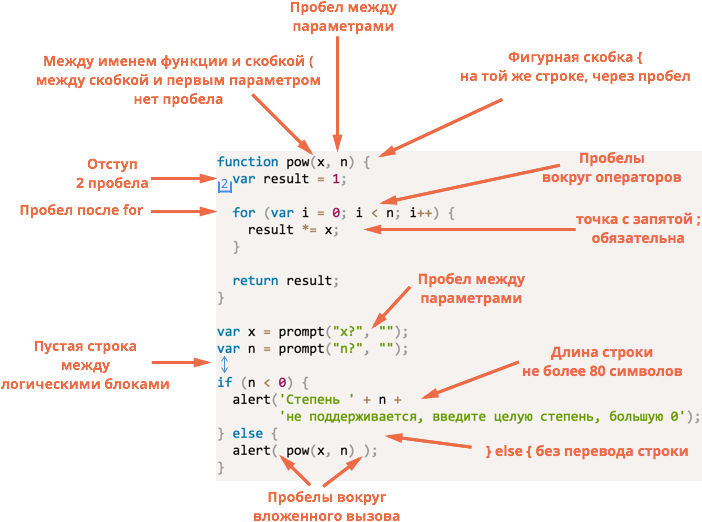 Пробел между
параметрами
Между именем функции и скобкой (
между скобкой и первым параметром
нет пробела
Фигурная скобка {
на той же строке, через пробел
Отступ
2 пробела
Пробел после for
Пробелы
вокруг операторов
точка с запятой ;
обязательна
function pow(x, n) {
2
var result = 1;
for (var i = 0; i < n; i++) {
result *= x;
}
return result;
}
Пробел между
параметрами
var x = prompt("x?", "");
var n = prompt("n?", "");
Пустая строка
между
логическими блоками
Длина строки
не более 80 символов
if (n < 0) {
alert('Степень ' + n +
'не поддерживается, введите целую степень, большую 0');
} else {
alert( pow(x, n) );
}
} else { без перевода строки
Пробелы вокруг
вложенного вызова